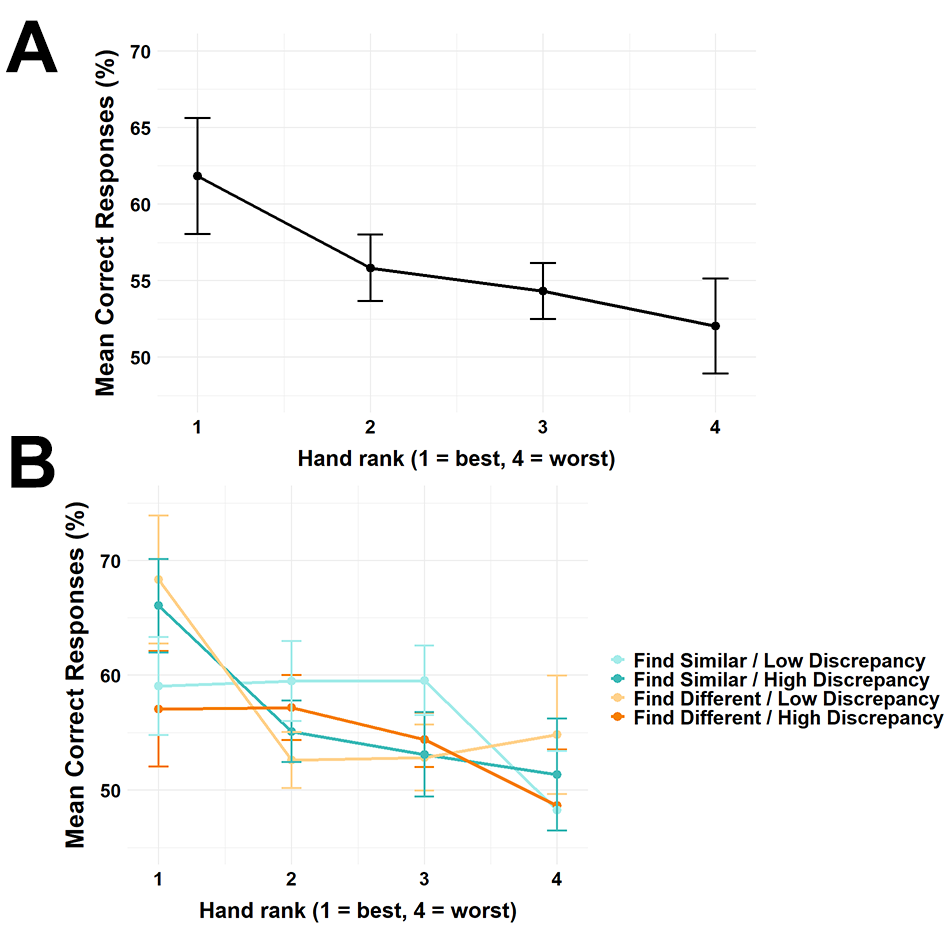 A
Mean Correct Responses (%)
70
65
60
55
50
1 2 3 4
Hand rank (1 = best, 4 = worst)
B
Mean Correct Responses (%)
70
60
50
1 2 3 4
Hand rank (1 = best, 4 = worst)
Find Similar / Low Discrepancy
Find Similar / High Discrepancy
Find Different / Low Discrepancy
Find Different / High Discrepancy